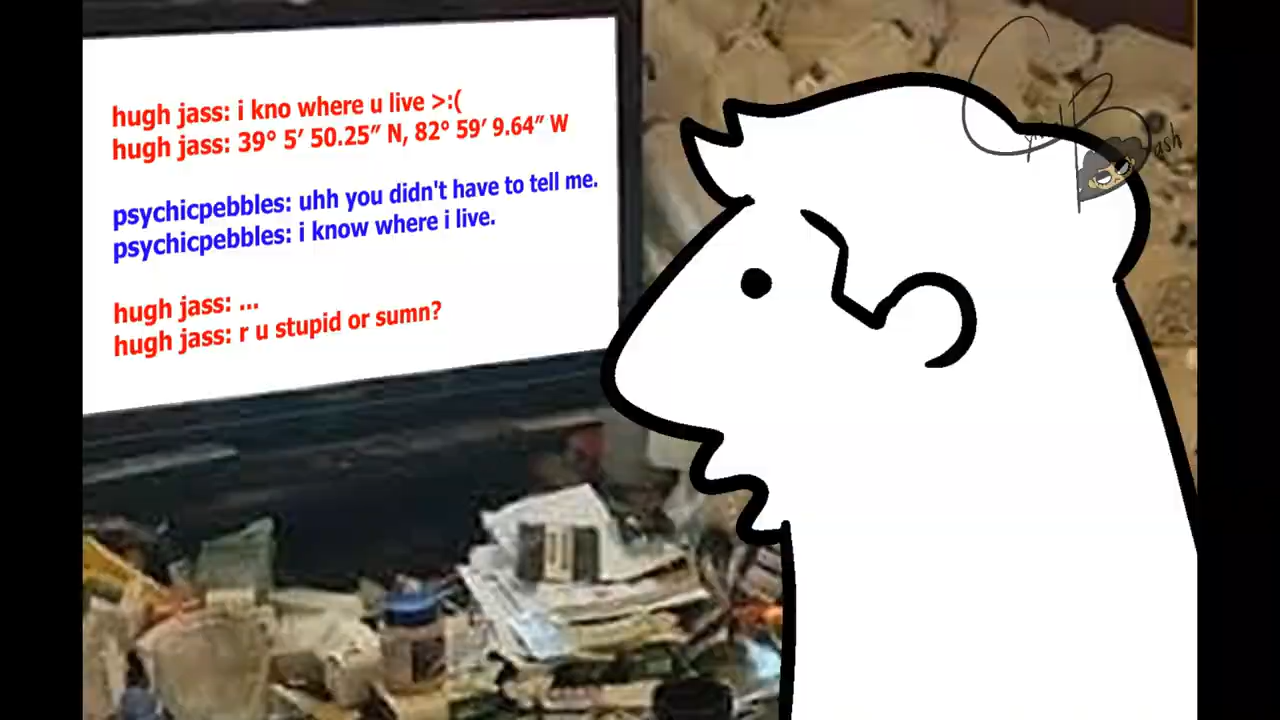 hugh jass: i kno where u live >:(
hugh jass: 39° 5′ 50.25″ N, 82° 59′ 9.64″ W
psychicpebbles: uhh you didn't have to tell me.
psychicpebbles: i know where i live.
hugh jass: ...
hugh jass: r u stupid or sumn?